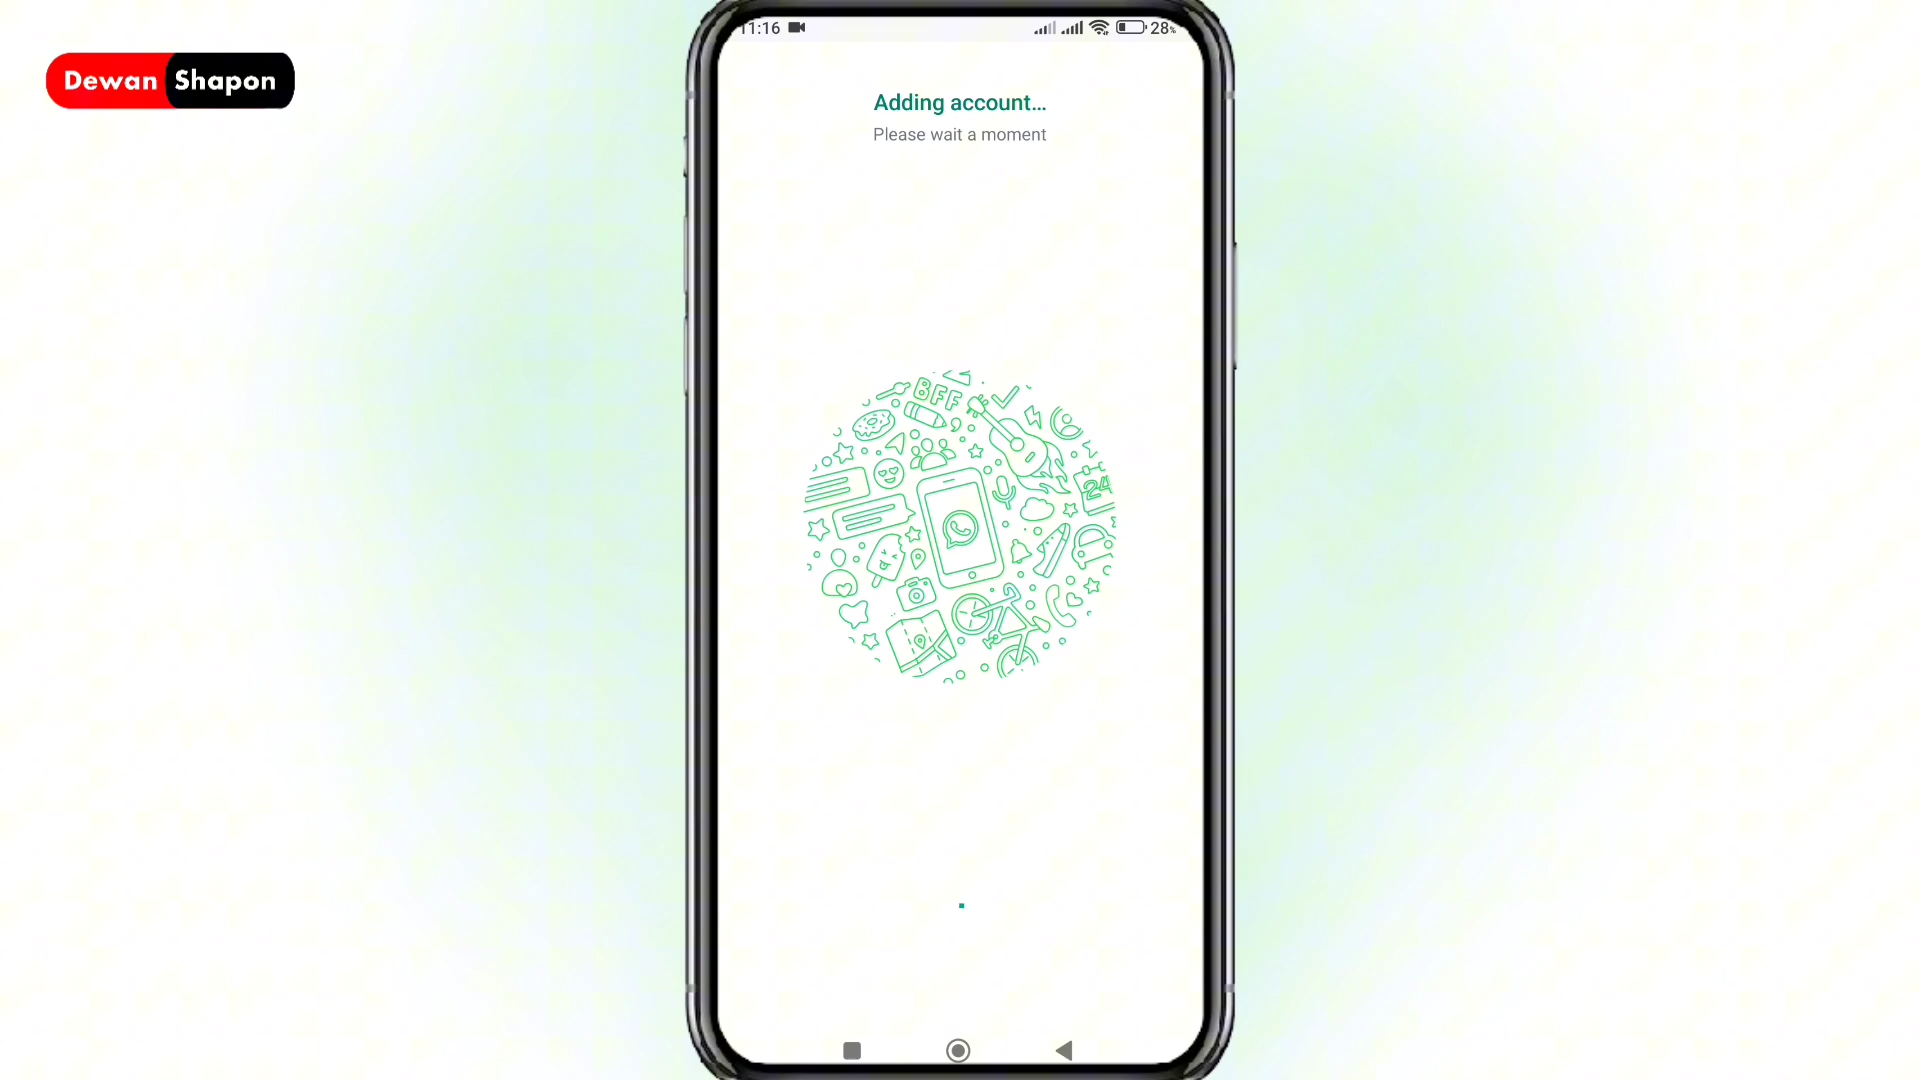 11:16
28%
Dewan Shapon
Adding account...
Please wait a moment
BFF
24